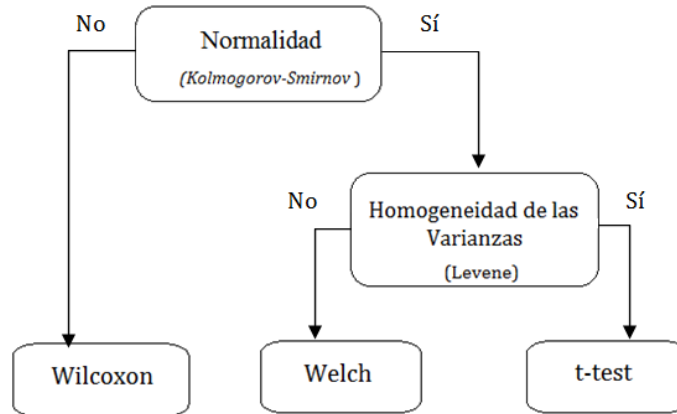 No
Normalidad
Sí
(Kolmogorov-Smirnov )
No
Homogeneidad de las
Sí
Varianzas
(Levene)
Wilcoxon
Welch
t-test